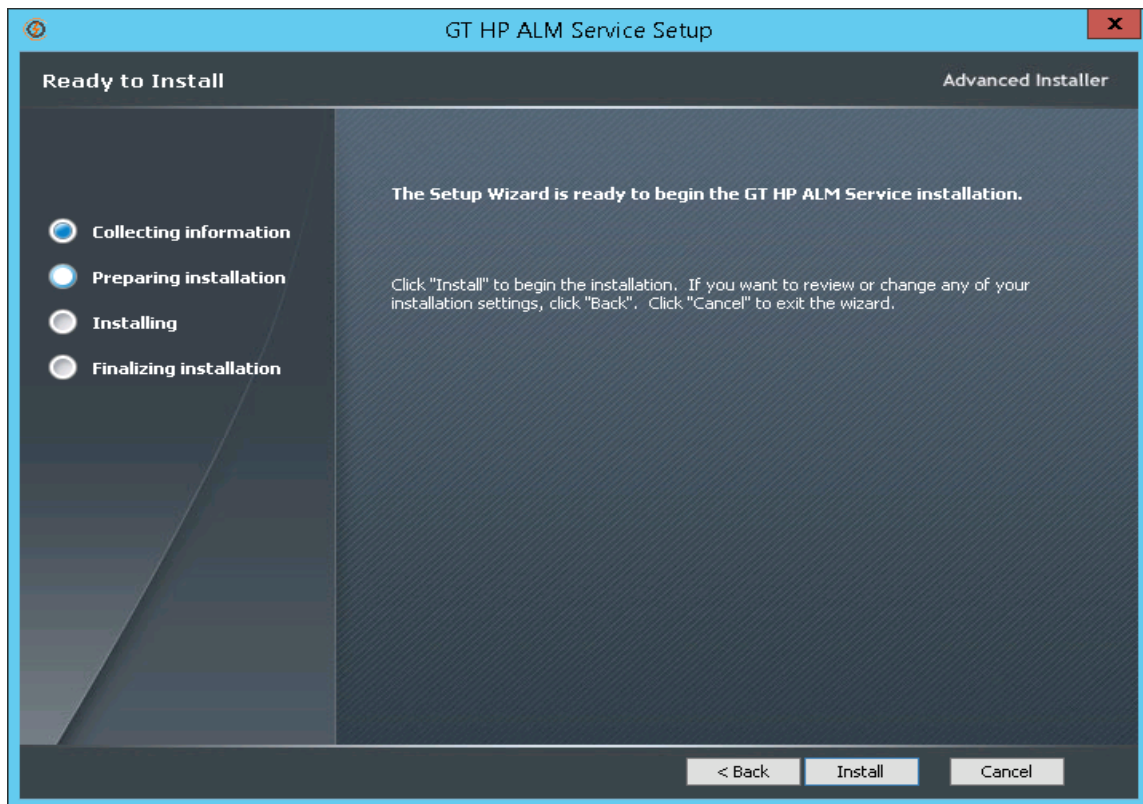 GT HP ALM Service Setup
Ready to Install
Advanced Installer
Collecting information
Preparing installation
Installing
Finalizing installation
The Setup Wizard is ready to begin the GT HP ALM Service installation.
Click "Install" to begin the installation. If you want to review or change any of your
installation settings, click "Back". Click "Cancel" to exit the wizard.
< Back
Install
Cancel